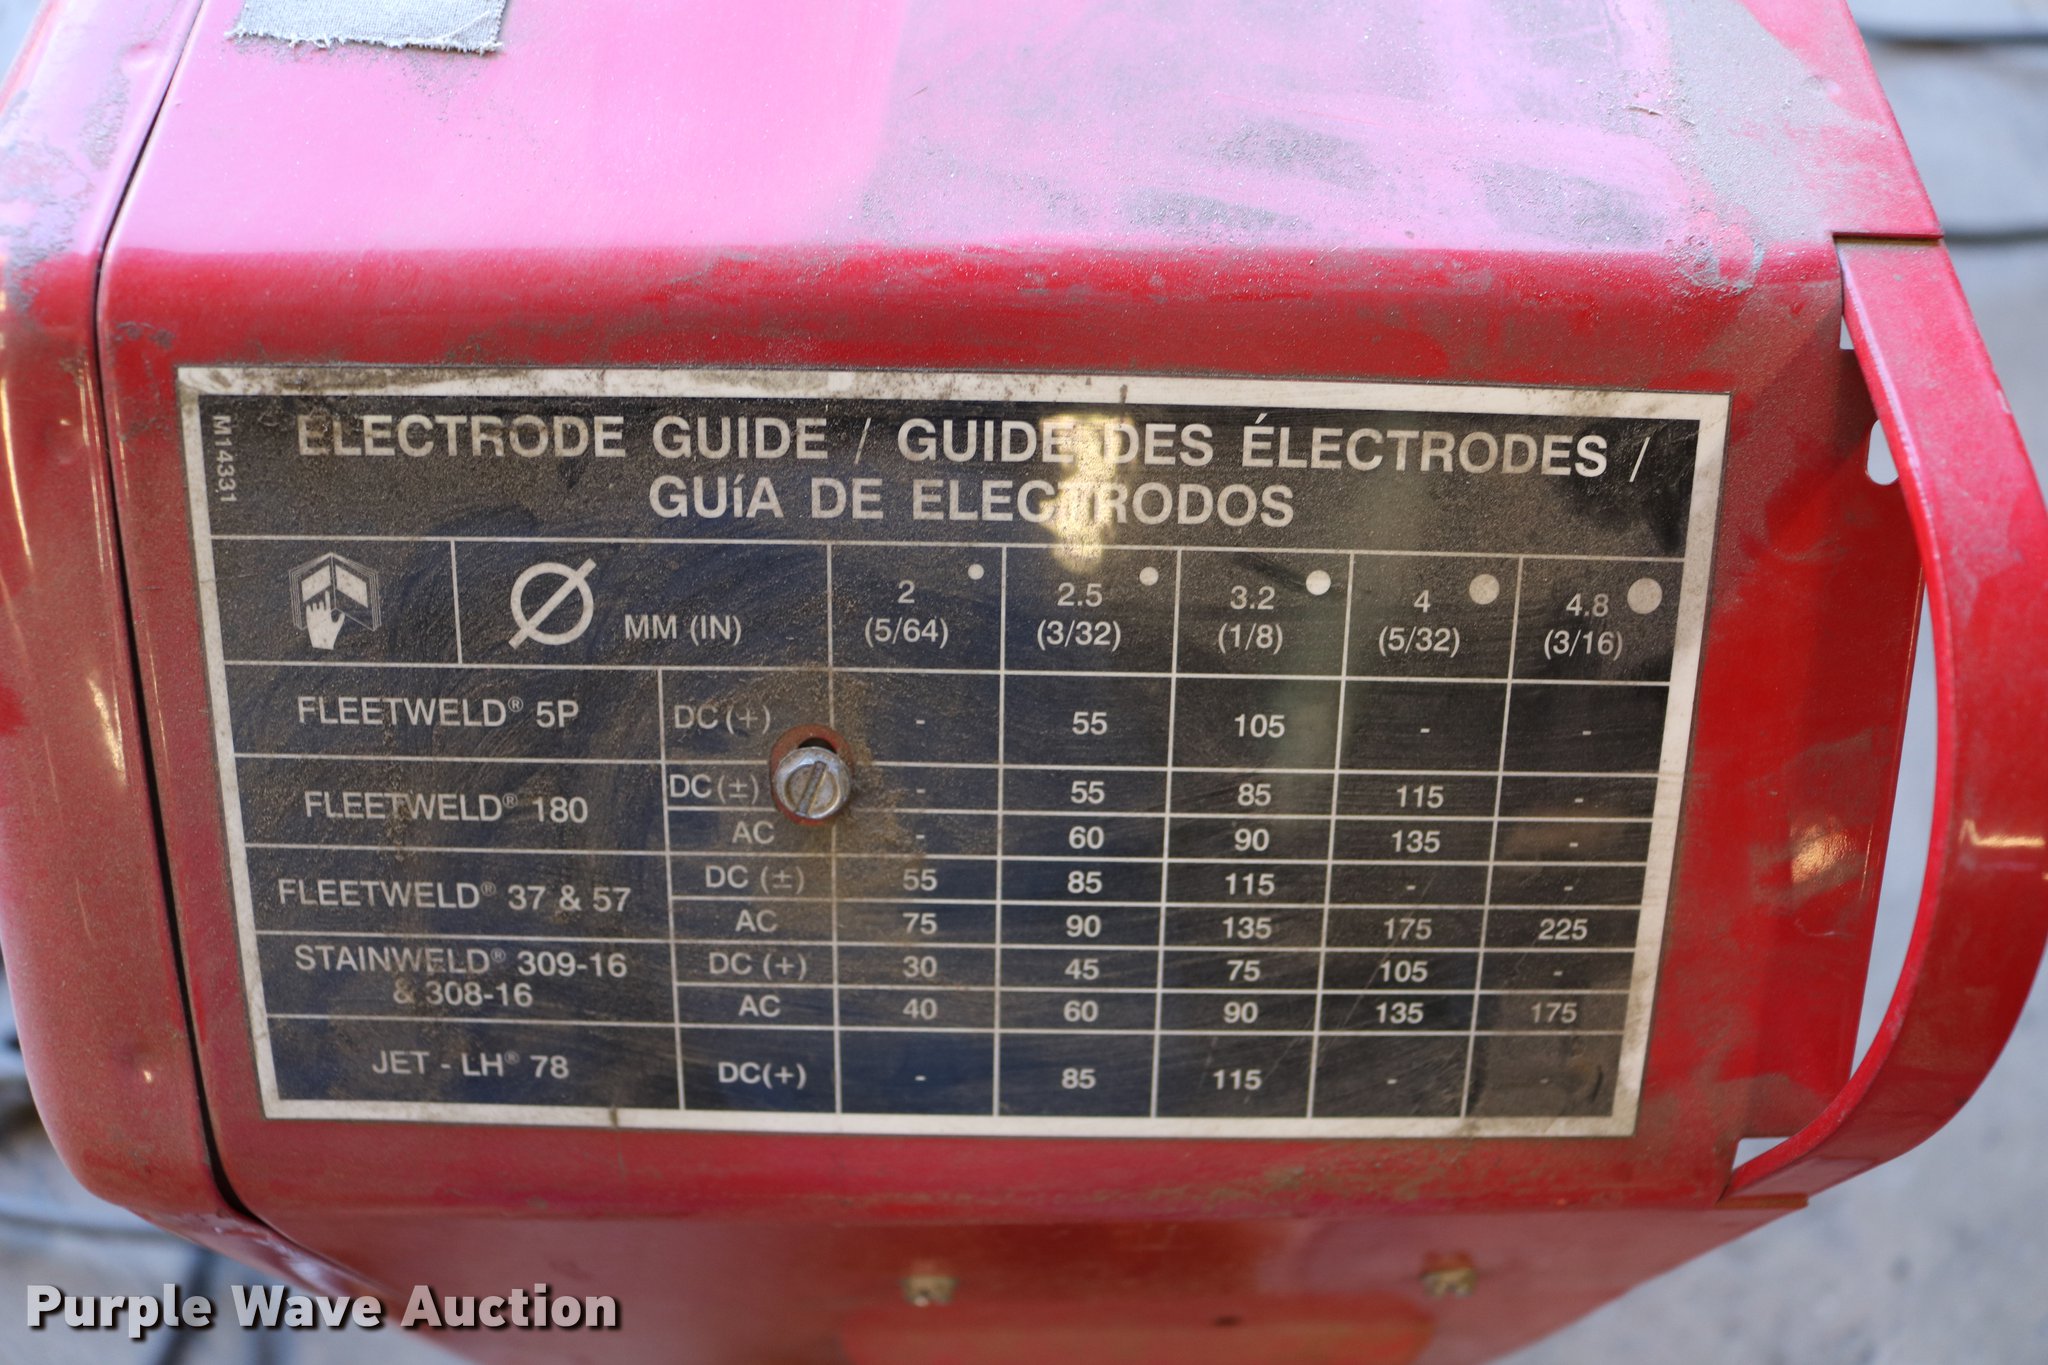 M14331
ELECTRODE GUIDE / GUIDE DES ÉLECTRODES /
GUíA DE ELECTRODOS
MM (IN) 2 (5/64) 2.5 (3/32) 3.2 (1/8) 4 (5/32) 4.8 (3/16)
FLEETWELD® 5P DC (+) - 55 105 - -
FLEETWELD® 180 DC (±) - 55 85 115 -
AC - 60 90 135 -
FLEETWELD® 37 & 57 DC (±) 55 85 115 - -
AC 75 90 135 175 225
STAINWELD® 309-16 & 308-16 DC (+) 30 45 75 105 -
AC 40 60 90 135 175
JET - LH® 78 DC(+) - 85 115 - -
Purple Wave Auction